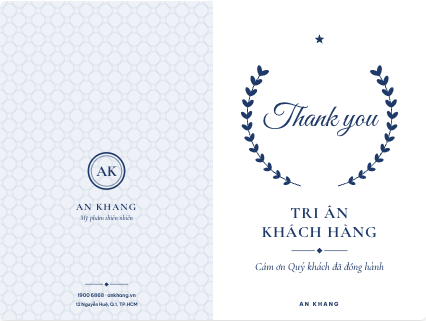 AK
AN KHANG
Mỹ phẩm thiên nhiên
1900 6868 · ankhang.vn
12 Nguyễn Huệ, Q.1, TP.HCM
Thank you
TRI ÂN
KHÁCH HÀNG
Cảm ơn Quý khách đã đồng hành
AN KHANG